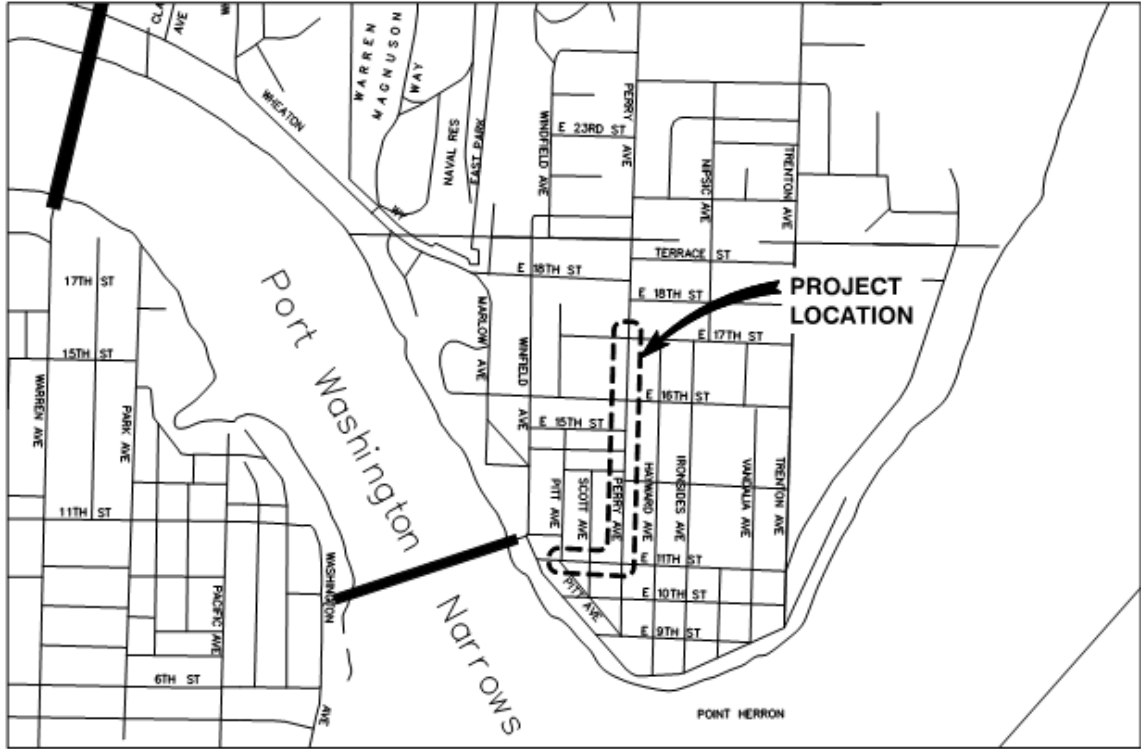 CLA
AVE
WHEATON
WY
WARREN
MAGNUSON
WAY
NAVAL RES
EAST PARK
WINDFIELD AVE
E 23RD ST
PERRY
AVE
NIPSIC AVE
TRENTON AVE
TERRACE ST
E 18TH ST
E 18TH ST
PROJECT
LOCATION
E 17TH ST
17TH ST
15TH ST
WARREN AVE
PARK AVE
11TH ST
Port Washington
Narrows
MARLOW AVE
WINFIELD
AVE
E 16TH ST
E 15TH ST
PITT AVE
SCOTT AVE
PERRY AVE
HAYWARD AVE
IRONSIDES AVE
VANDALIA AVE
TRENTON AVE
E 11TH ST
PITT AVE
E 10TH ST
E 9TH ST
WASHINGTON
AVE
PACIFIC AVE
6TH ST
POINT HERRON